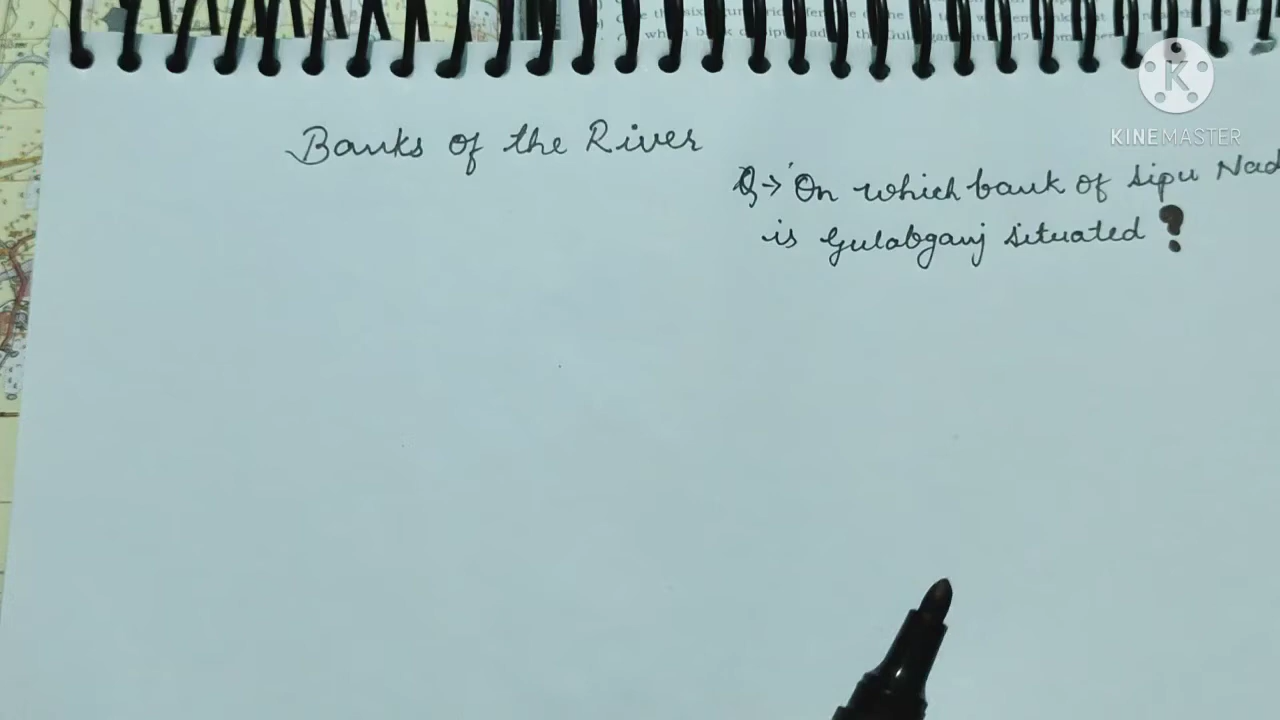 Banks of the River
Q→ On which bank of Sipu Nad
is Gulabganj situated ?
K
KINEMASTER